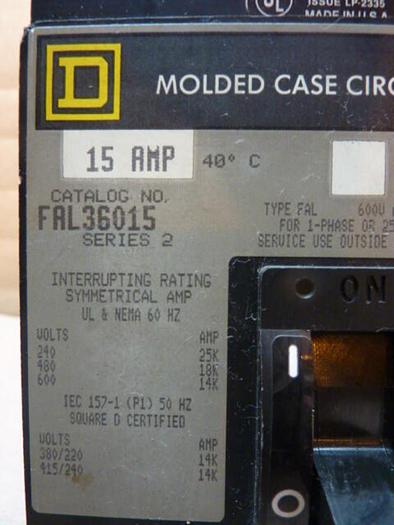 ISSUE LP-2335
UL MADE IN U.S.A.
D
MOLDED CASE CIRC
15 AMP 40° C
CATALOG NO.
FAL36015
SERIES 2
TYPE FAL 600V
FOR 1-PHASE OR 25
SERVICE USE OUTSIDE
INTERRUPTING RATING
SYMMETRICAL AMP
UL & NEMA 60 HZ
VOLTS AMP
240 25K
480 18K
600 14K
IEC 157-1 (P1) 50 HZ
SQUARE D CERTIFIED
VOLTS AMP
380/220 14K
415/240 14K
ON
I
O